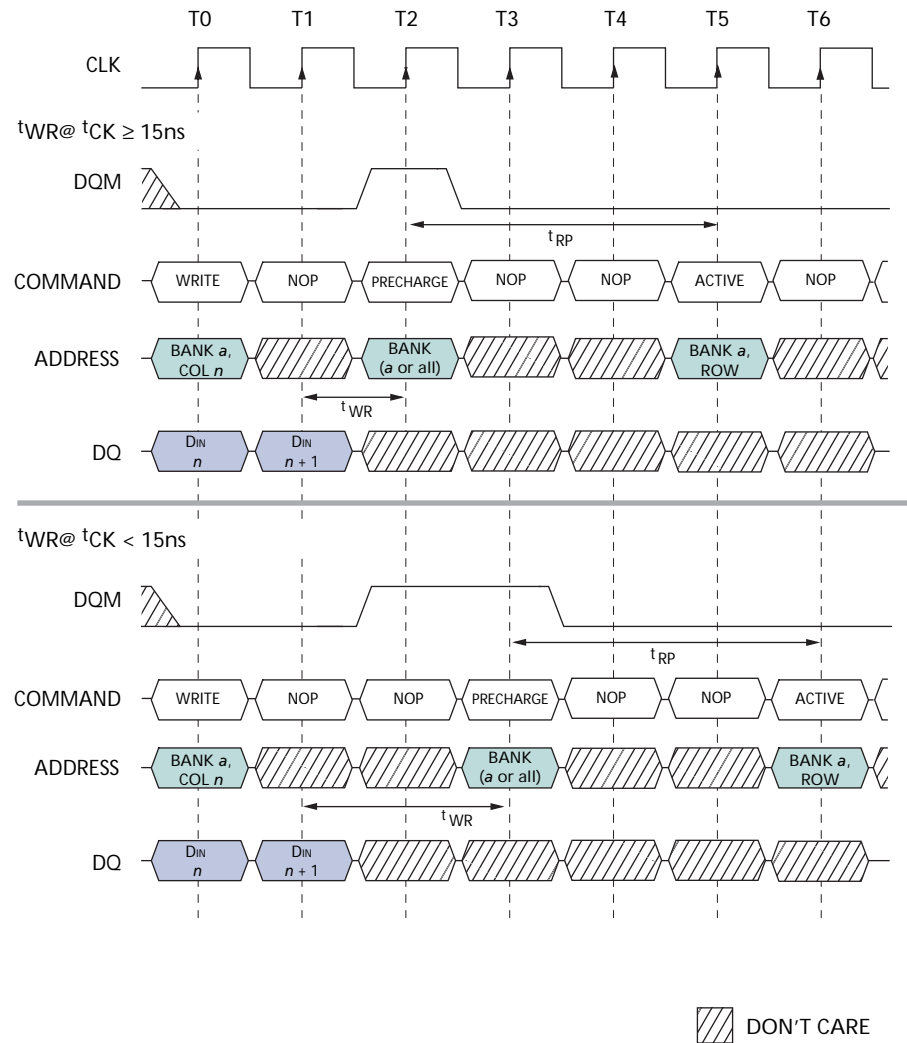 T0 T1 T2 T3 T4 T5 T6
CLK
tWR@ tCK ≥ 15ns
DQM
tRP
COMMAND WRITE NOP PRECHARGE NOP NOP ACTIVE NOP
ADDRESS BANK a, COL n BANK (a or all) BANK a, ROW
tWR
DQ DIN n DIN n + 1
tWR@ tCK < 15ns
DQM
tRP
COMMAND WRITE NOP NOP PRECHARGE NOP NOP ACTIVE
ADDRESS BANK a, COL n BANK (a or all) BANK a, ROW
tWR
DQ DIN n DIN n + 1
DON'T CARE